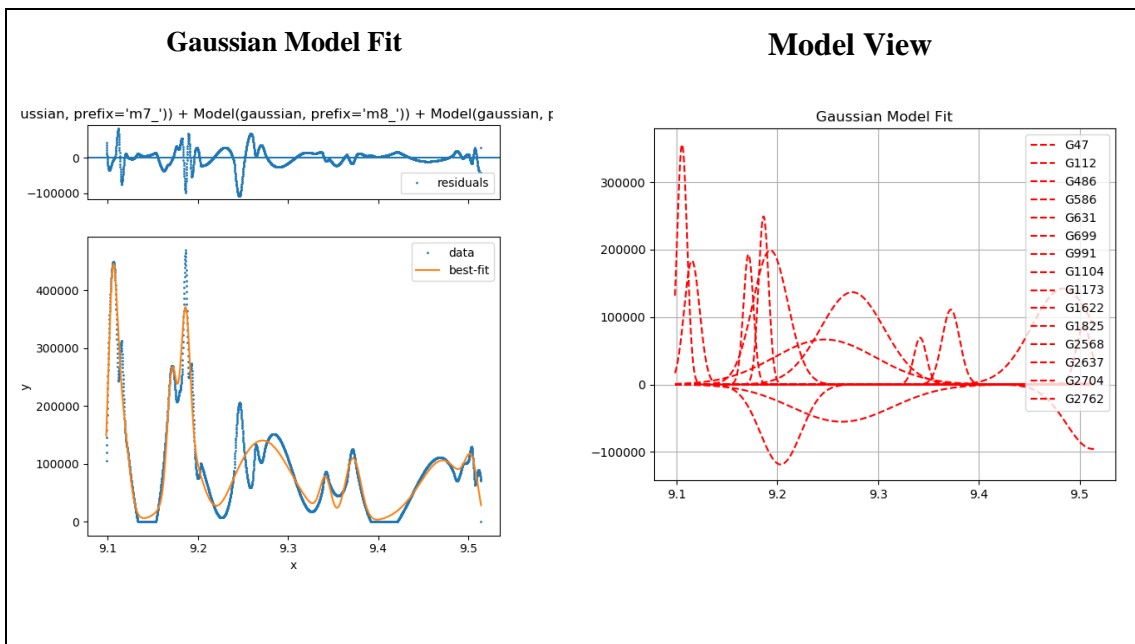 Gaussian Model Fit
Model View
ussian, prefix='m7_')) + Model(gaussian, prefix='m8_')) + Model(gaussian, p
0
−100000
residuals
400000
300000
200000
100000
0
y
data
best-fit
9.1
9.2
9.3
9.4
9.5
x
Gaussian Model Fit
300000
200000
100000
0
−100000
G47
G112
G486
G586
G631
G699
G991
G1104
G1173
G1622
G1825
G2568
G2637
G2704
G2762
9.1
9.2
9.3
9.4
9.5